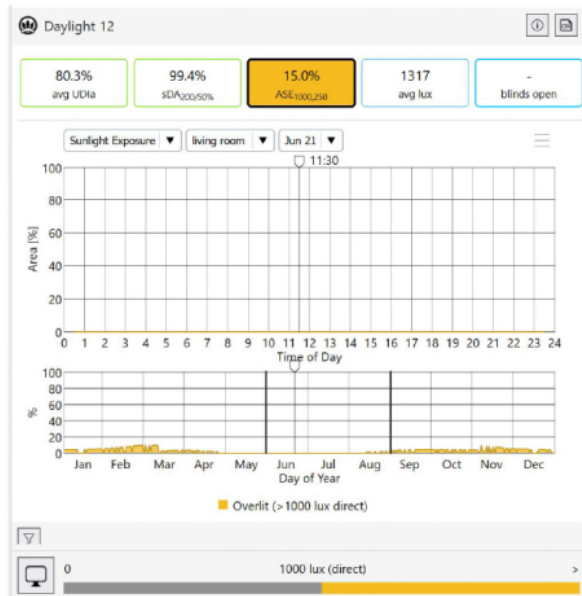 Daylight 12
80.3% 99.4% 15.0% 1317 -
avg UDIa sDA200/50% ASE1000,250 avg lux blinds open
Sunlight Exposure ▼ living room ▼ Jun 21 ▼
11:30
100
80
60
40
20
0
Area [%]
0 1 2 3 4 5 6 7 8 9 10 11 12 13 14 15 16 17 18 19 20 21 22 23 24
Time of Day
100
80
60
40
20
0
%
Jan Feb Mar Apr May Jun Jul Aug Sep Oct Nov Dec
Day of Year
Overlit (>1000 lux direct)
0 1000 lux (direct) >